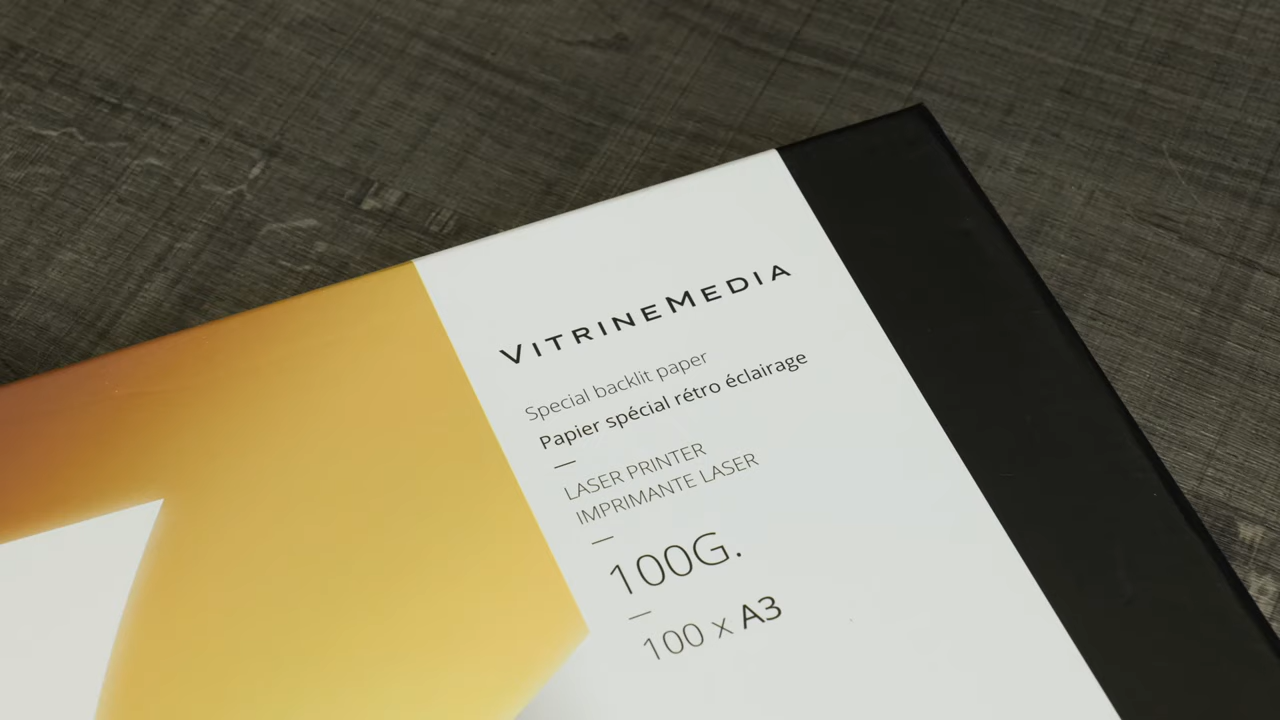 VITRINEMEDIA
Special backlit paper
Papier spécial rétro éclairage
—
LASER PRINTER
IMPRIMANTE LASER
—
100G.
—
100 x A3